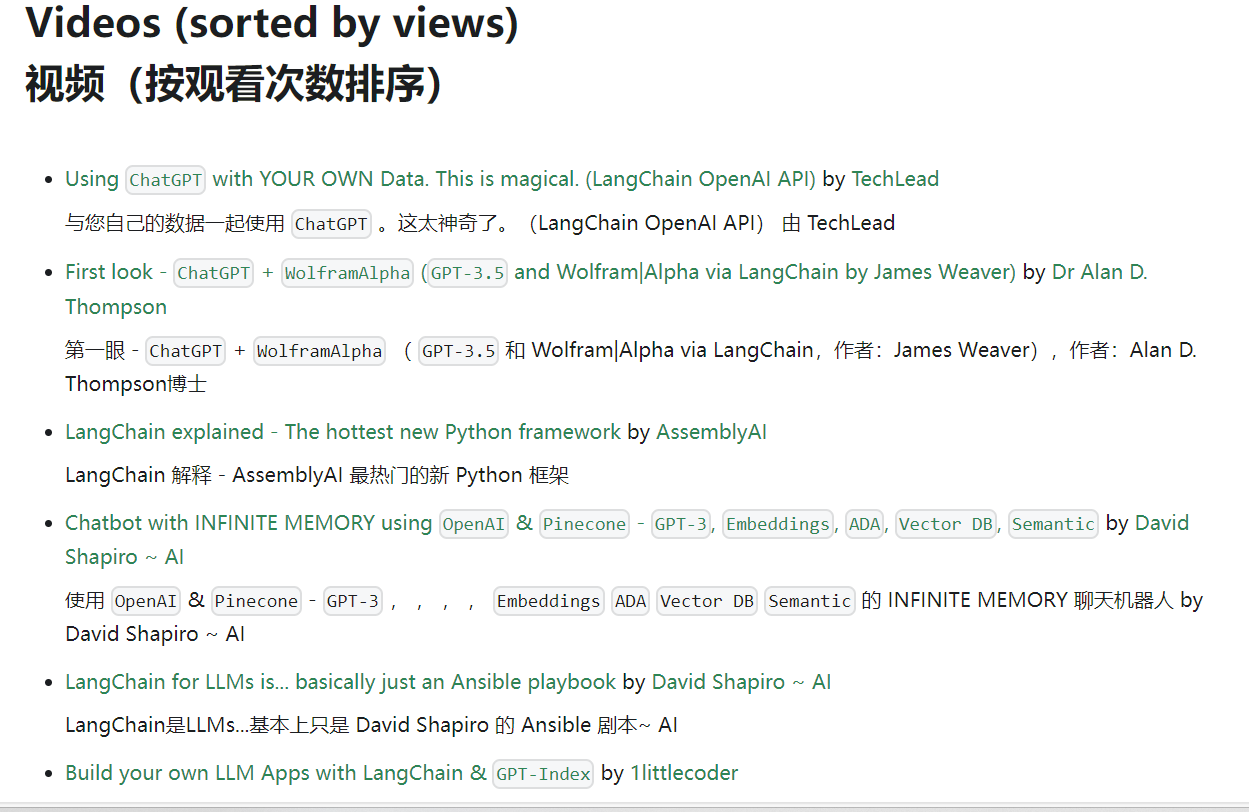 Videos (sorted by views)
视频（按观看次数排序）
Using ChatGPT with YOUR OWN Data. This is magical. (LangChain OpenAI API) by TechLead
与您自己的数据一起使用 ChatGPT 。这太神奇了。（LangChain OpenAI API） 由 TechLead
First look - ChatGPT + WolframAlpha (GPT-3.5 and Wolfram|Alpha via LangChain by James Weaver) by Dr Alan D.
Thompson
第一眼 - ChatGPT + WolframAlpha （ GPT-3.5 和 Wolfram|Alpha via LangChain，作者：James Weaver），作者：Alan D.
Thompson博士
LangChain explained - The hottest new Python framework by AssemblyAI
LangChain 解释 - AssemblyAI 最热门的新 Python 框架
Chatbot with INFINITE MEMORY using OpenAI & Pinecone - GPT-3, Embeddings, ADA, Vector DB, Semantic by David
Shapiro ~ AI
使用 OpenAI & Pinecone - GPT-3 ， ， ， ， Embeddings ADA Vector DB Semantic 的 INFINITE MEMORY 聊天机器人 by
David Shapiro ~ AI
LangChain for LLMs is... basically just an Ansible playbook by David Shapiro ~ AI
LangChain是LLMs...基本上只是 David Shapiro 的 Ansible 剧本~ AI
Build your own LLM Apps with LangChain & GPT-Index by 1littlecoder